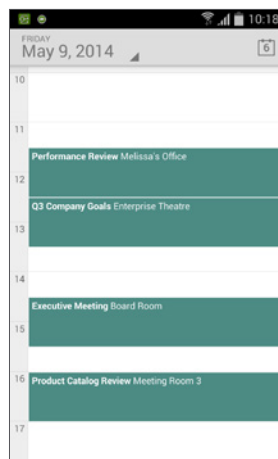 10:18
FRIDAY
May 9, 2014
6
10
11
Performance Review Melissa's Office
12
Q3 Company Goals Enterprise Theatre
13
14
Executive Meeting Board Room
15
16
Product Catalog Review Meeting Room 3
17